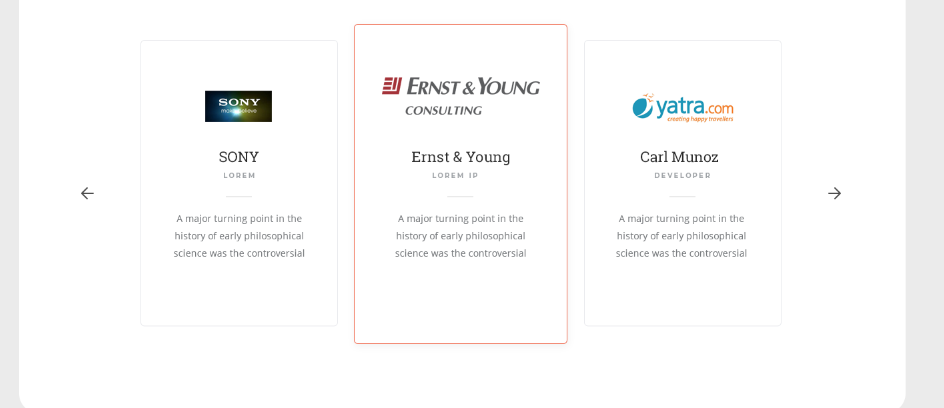 SONY
make.believe
SONY
LOREM
A major turning point in the
history of early philosophical
science was the controversial
ERNST & YOUNG
CONSULTING
Ernst & Young
LOREM IP
A major turning point in the
history of early philosophical
science was the controversial
yatra.com
creating happy travellers
Carl Munoz
DEVELOPER
A major turning point in the
history of early philosophical
science was the controversial